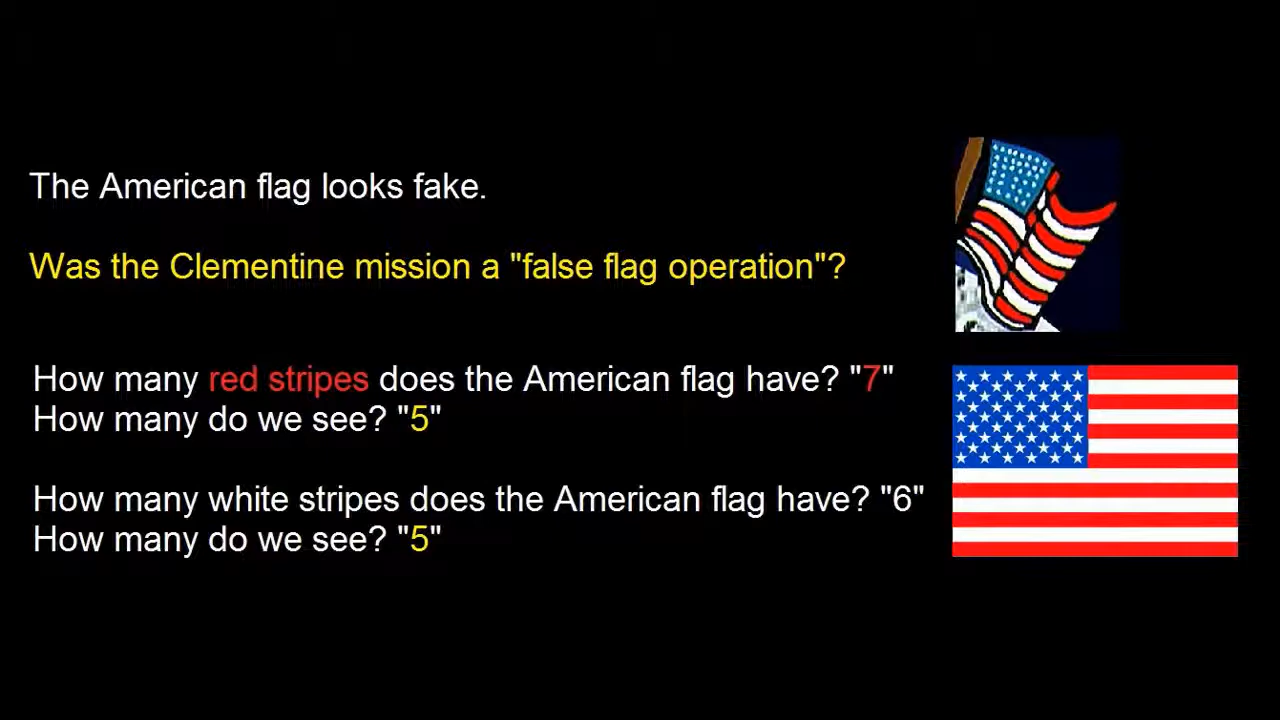 The American flag looks fake.
Was the Clementine mission a "false flag operation"?
How many red stripes does the American flag have? "7"
How many do we see? "5"
How many white stripes does the American flag have? "6"
How many do we see? "5"